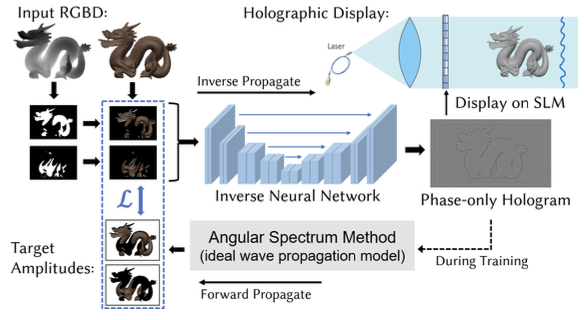 Input RGBD:
Holographic Display:
Laser
Inverse Propagate
Display on SLM
ℒ
Inverse Neural Network
Phase-only Hologram
Target
Amplitudes:
Angular Spectrum Method
(ideal wave propagation model)
During Training
Forward Propagate